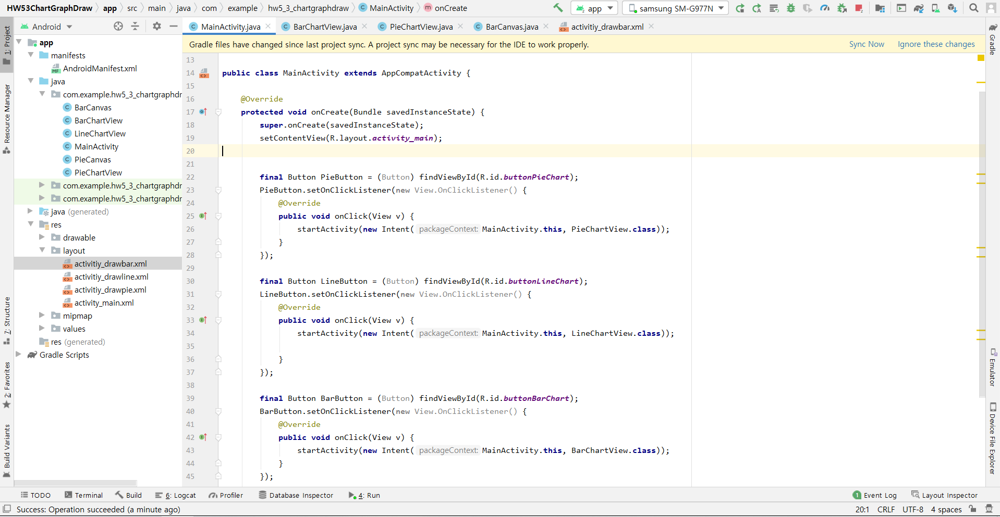 HW53ChartGraphDraw app src main java com example hw5_3_chartgraphdraw MainActivity onCreate app samsung SM-G977N
Android MainActivity.java BarChartView.java PieChartView.java BarCanvas.java activitiy_drawbar.xml
Gradle files have changed since last project sync. A project sync may be necessary for the IDE to work properly. Sync Now Ignore these changes
1: Project
Resource Manager
7: Structure
2: Favorites
Build Variants
app
manifests
AndroidManifest.xml
java
com.example.hw5_3_chartgraphdr
BarCanvas
BarChartView
LineChartView
MainActivity
PieCanvas
PieChartView
com.example.hw5_3_chartgraphdr
com.example.hw5_3_chartgraphdr
java (generated)
res
drawable
layout
activitiy_drawbar.xml
activitiy_drawline.xml
activitiy_drawpie.xml
activity_main.xml
mipmap
values
res (generated)
Gradle Scripts
13
14 public class MainActivity extends AppCompatActivity {
15
16 @Override
17 protected void onCreate(Bundle savedInstanceState) {
18 super.onCreate(savedInstanceState);
19 setContentView(R.layout.activity_main);
20
21
22 final Button PieButton = (Button) findViewById(R.id.buttonPieChart);
23 PieButton.setOnClickListener(new View.OnClickListener() {
24 @Override
25 public void onClick(View v) {
26 startActivity(new Intent( packageContext: MainActivity.this, PieChartView.class));
27 }
28 });
29
30 final Button LineButton = (Button) findViewById(R.id.buttonLineChart);
31 LineButton.setOnClickListener(new View.OnClickListener() {
32 @Override
33 public void onClick(View v) {
34 startActivity(new Intent( packageContext: MainActivity.this, LineChartView.class));
35
36 }
37 });
38
39 final Button BarButton = (Button) findViewById(R.id.buttonBarChart);
40 BarButton.setOnClickListener(new View.OnClickListener() {
41 @Override
42 public void onClick(View v) {
43 startActivity(new Intent( packageContext: MainActivity.this, BarChartView.class));
44 }
45 });
Gradle
Emulator
Device File Explorer
TODO Terminal Build 6: Logcat Profiler Database Inspector 4: Run 1 Event Log Layout Inspector
Success: Operation succeeded (a minute ago) 20:1 CRLF UTF-8 4 spaces